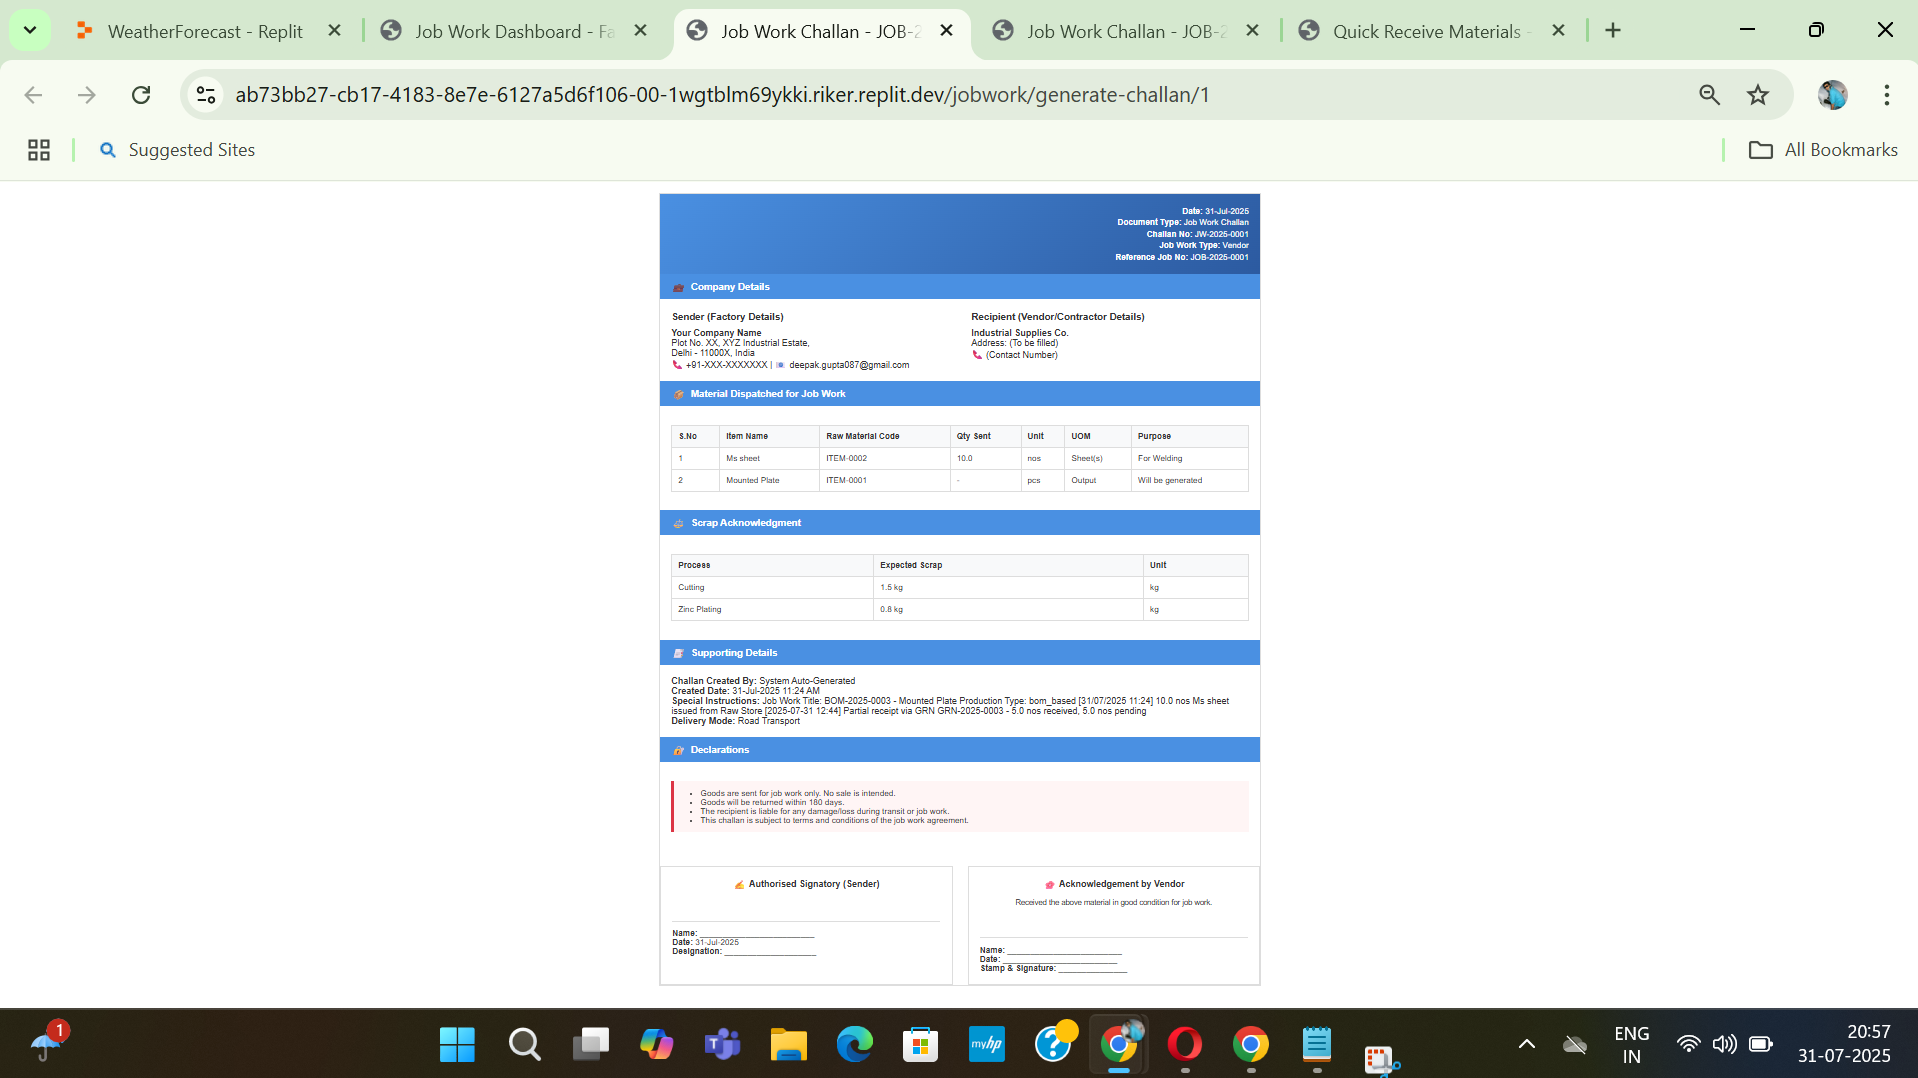 WeatherForecast - Replit
Job Work Dashboard - Fa
Job Work Challan - JOB-2
Job Work Challan - JOB-2
Quick Receive Materials -
ab73bb27-cb17-4183-8e7e-6127a5d6f106-00-1wgtblm69ykki.riker.replit.dev/jobwork/generate-challan/1
Suggested Sites
All Bookmarks
Date: 31-Jul-2025
Document Type: Job Work Challan
Challan No: JW-2025-0001
Job Work Type: Vendor
Reference Job No: JOB-2025-0001
Company Details
Sender (Factory Details)
Your Company Name
Plot No. XX, XYZ Industrial Estate,
Delhi - 11000X, India
+91-XXX-XXXXXXX | deepak.gupta087@gmail.com
Recipient (Vendor/Contractor Details)
Industrial Supplies Co.
Address: (To be filled)
(Contact Number)
Material Dispatched for Job Work
S.No Item Name Raw Material Code Qty Sent Unit UOM Purpose
1 Ms sheet ITEM-0002 10.0 nos Sheet(s) For Welding
2 Mounted Plate ITEM-0001 - pcs Output Will be generated
Scrap Acknowledgment
Process Expected Scrap Unit
Cutting 1.5 kg kg
Zinc Plating 0.8 kg kg
Supporting Details
Challan Created By: System Auto-Generated
Created Date: 31-Jul-2025 11:24 AM
Special Instructions: Job Work Title: BOM-2025-0003 - Mounted Plate Production Type: bom_based [31/07/2025 11:24] 10.0 nos Ms sheet
issued from Raw Store [2025-07-31 12:44] Partial receipt via GRN GRN-2025-0003 - 5.0 nos received, 5.0 nos pending
Delivery Mode: Road Transport
Declarations
• Goods are sent for job work only. No sale is intended.
• Goods will be returned within 180 days.
• The recipient is liable for any damage/loss during transit or job work.
• This challan is subject to terms and conditions of the job work agreement.
Authorised Signatory (Sender)
Name: _________________________
Date: 31-Jul-2025
Designation: ____________________
Acknowledgement by Vendor
Received the above material in good condition for job work.
Name: _________________________
Date: _________________________
Stamp & Signature: _______________
1
T
myhp
?
ENG
IN
20:57
31-07-2025